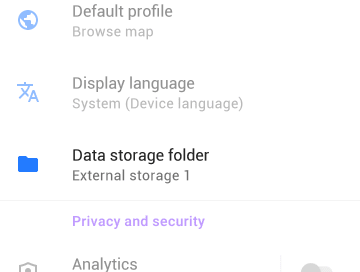 Default profile
Browse map
Display language
System (Device language)
Data storage folder
External storage 1
Privacy and security
Analytics